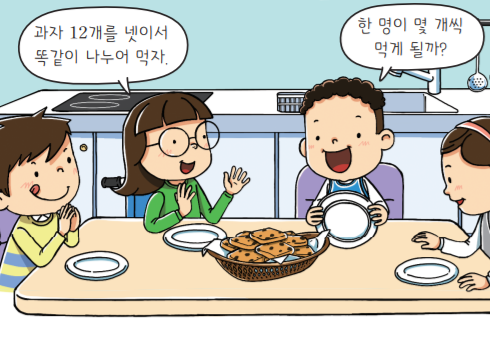 과자 12개를 넷이서
똑같이 나누어 먹자.
한 명이 몇 개씩
먹게 될까?